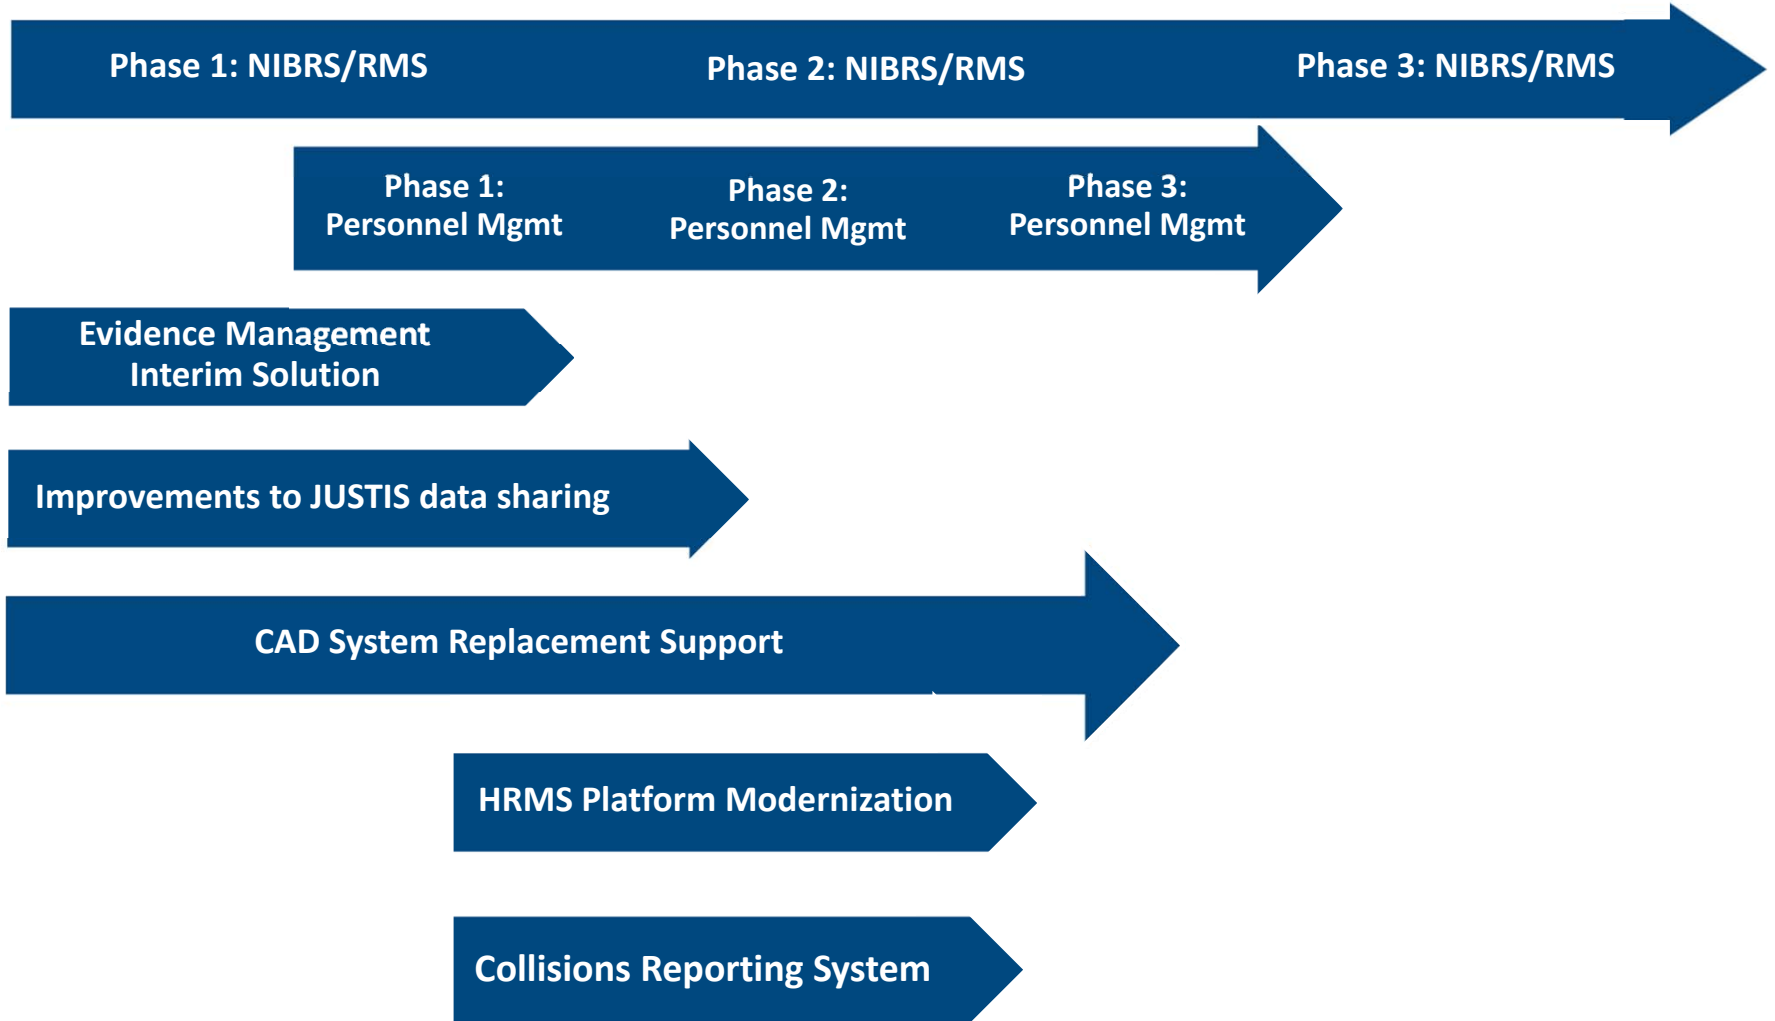 Phase 1: NIBRS/RMS
Phase 2: NIBRS/RMS
Phase 3: NIBRS/RMS
Phase 1:
Personnel Mgmt
Phase 2:
Personnel Mgmt
Phase 3:
Personnel Mgmt
Evidence Management
Interim Solution
Improvements to JUSTIS data sharing
CAD System Replacement Support
HRMS Platform Modernization
Collisions Reporting System